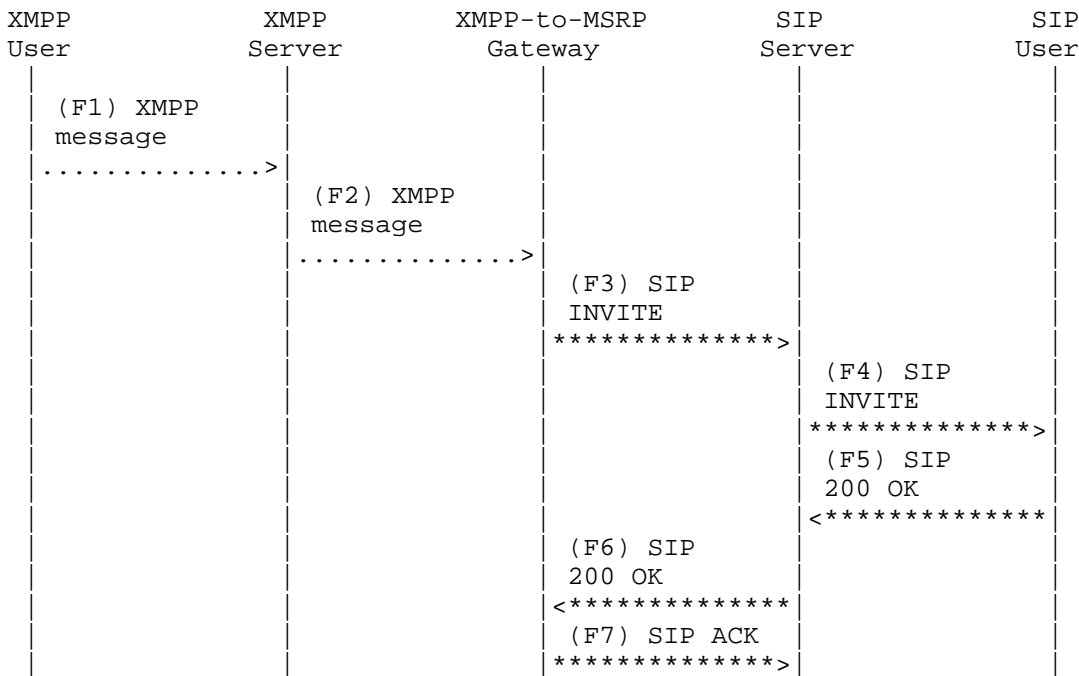 XMPP XMPP XMPP-to-MSRP SIP SIP
User Server Gateway Server User
(F1) XMPP
message
(F2) XMPP
message
(F3) SIP
INVITE
(F4) SIP
INVITE
(F5) SIP
200 OK
(F6) SIP
200 OK
(F7) SIP ACK